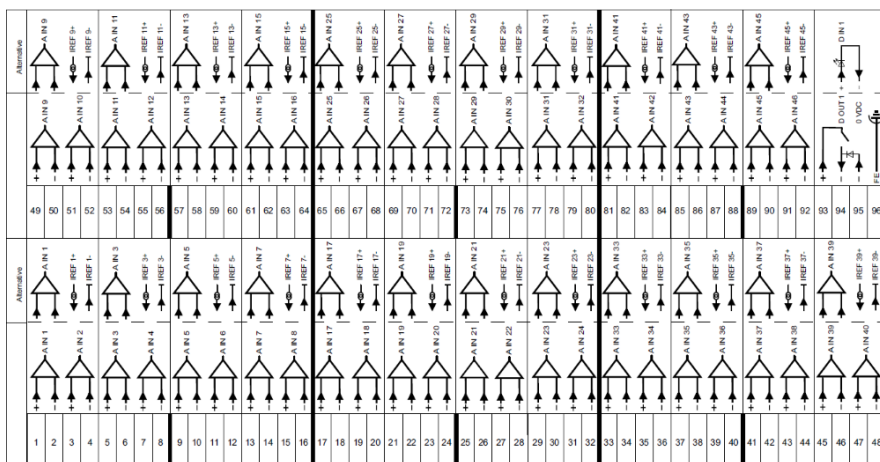 Alternative A IN 9 IREF 9+ IREF 9- A IN 11 IREF 11+ IREF 11- A IN 13 IREF 13+ IREF 13- A IN 15 IREF 15+ IREF 15- A IN 25 IREF 25+ IREF 25- A IN 27 IREF 27+ IREF 27- A IN 29 IREF 29+ IREF 29- A IN 31 IREF 31+ IREF 31- A IN 41 IREF 41+ IREF 41- A IN 43 IREF 43+ IREF 43- A IN 45 IREF 45+ IREF 45- D IN 1 + -
A IN 9 A IN 10 A IN 11 A IN 12 A IN 13 A IN 14 A IN 15 A IN 16 A IN 25 A IN 26 A IN 27 A IN 28 A IN 29 A IN 30 A IN 31 A IN 32 A IN 41 A IN 42 A IN 43 A IN 44 A IN 45 A IN 46 D OUT 1 0 VDC
+ - + - + - + - + - + - + - + - + - + - + - + - + - + - + - + - + - + - + - + - + - + - + - - FE
49 50 51 52 53 54 55 56 57 58 59 60 61 62 63 64 65 66 67 68 69 70 71 72 73 74 75 76 77 78 79 80 81 82 83 84 85 86 87 88 89 90 91 92 93 94 95 96
Alternative A IN 1 IREF 1+ IREF 1- A IN 3 IREF 3+ IREF 3- A IN 5 IREF 5+ IREF 5- A IN 7 IREF 7+ IREF 7- A IN 17 IREF 17+ IREF 17- A IN 19 IREF 19+ IREF 19- A IN 21 IREF 21+ IREF 21- A IN 23 IREF 23+ IREF 23- A IN 33 IREF 33+ IREF 33- A IN 35 IREF 35+ IREF 35- A IN 37 IREF 37+ IREF 37- A IN 39 IREF 39+ IREF 39-
A IN 1 A IN 2 A IN 3 A IN 4 A IN 5 A IN 6 A IN 7 A IN 8 A IN 17 A IN 18 A IN 19 A IN 20 A IN 21 A IN 22 A IN 23 A IN 24 A IN 33 A IN 34 A IN 35 A IN 36 A IN 37 A IN 38 A IN 39 A IN 40
+ - + - + - + - + - + - + - + - + - + - + - + - + - + - + - + - + - + - + - + - + - + - + - + -
1 2 3 4 5 6 7 8 9 10 11 12 13 14 15 16 17 18 19 20 21 22 23 24 25 26 27 28 29 30 31 32 33 34 35 36 37 38 39 40 41 42 43 44 45 46 47 48